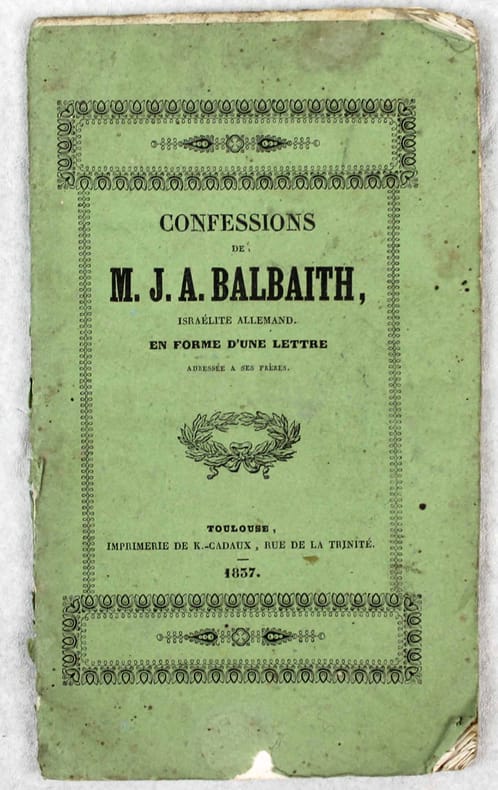 CONFESSIONS
DE
M. J. A. BALBAITH,
ISRAÉLITE ALLEMAND.
EN FORME D'UNE LETTRE
ADRESSÉE A SES FRÈRES.
TOULOUSE,
IMPRIMERIE DE K.-CADAUX, RUE DE LA TRINITÉ.
1837.